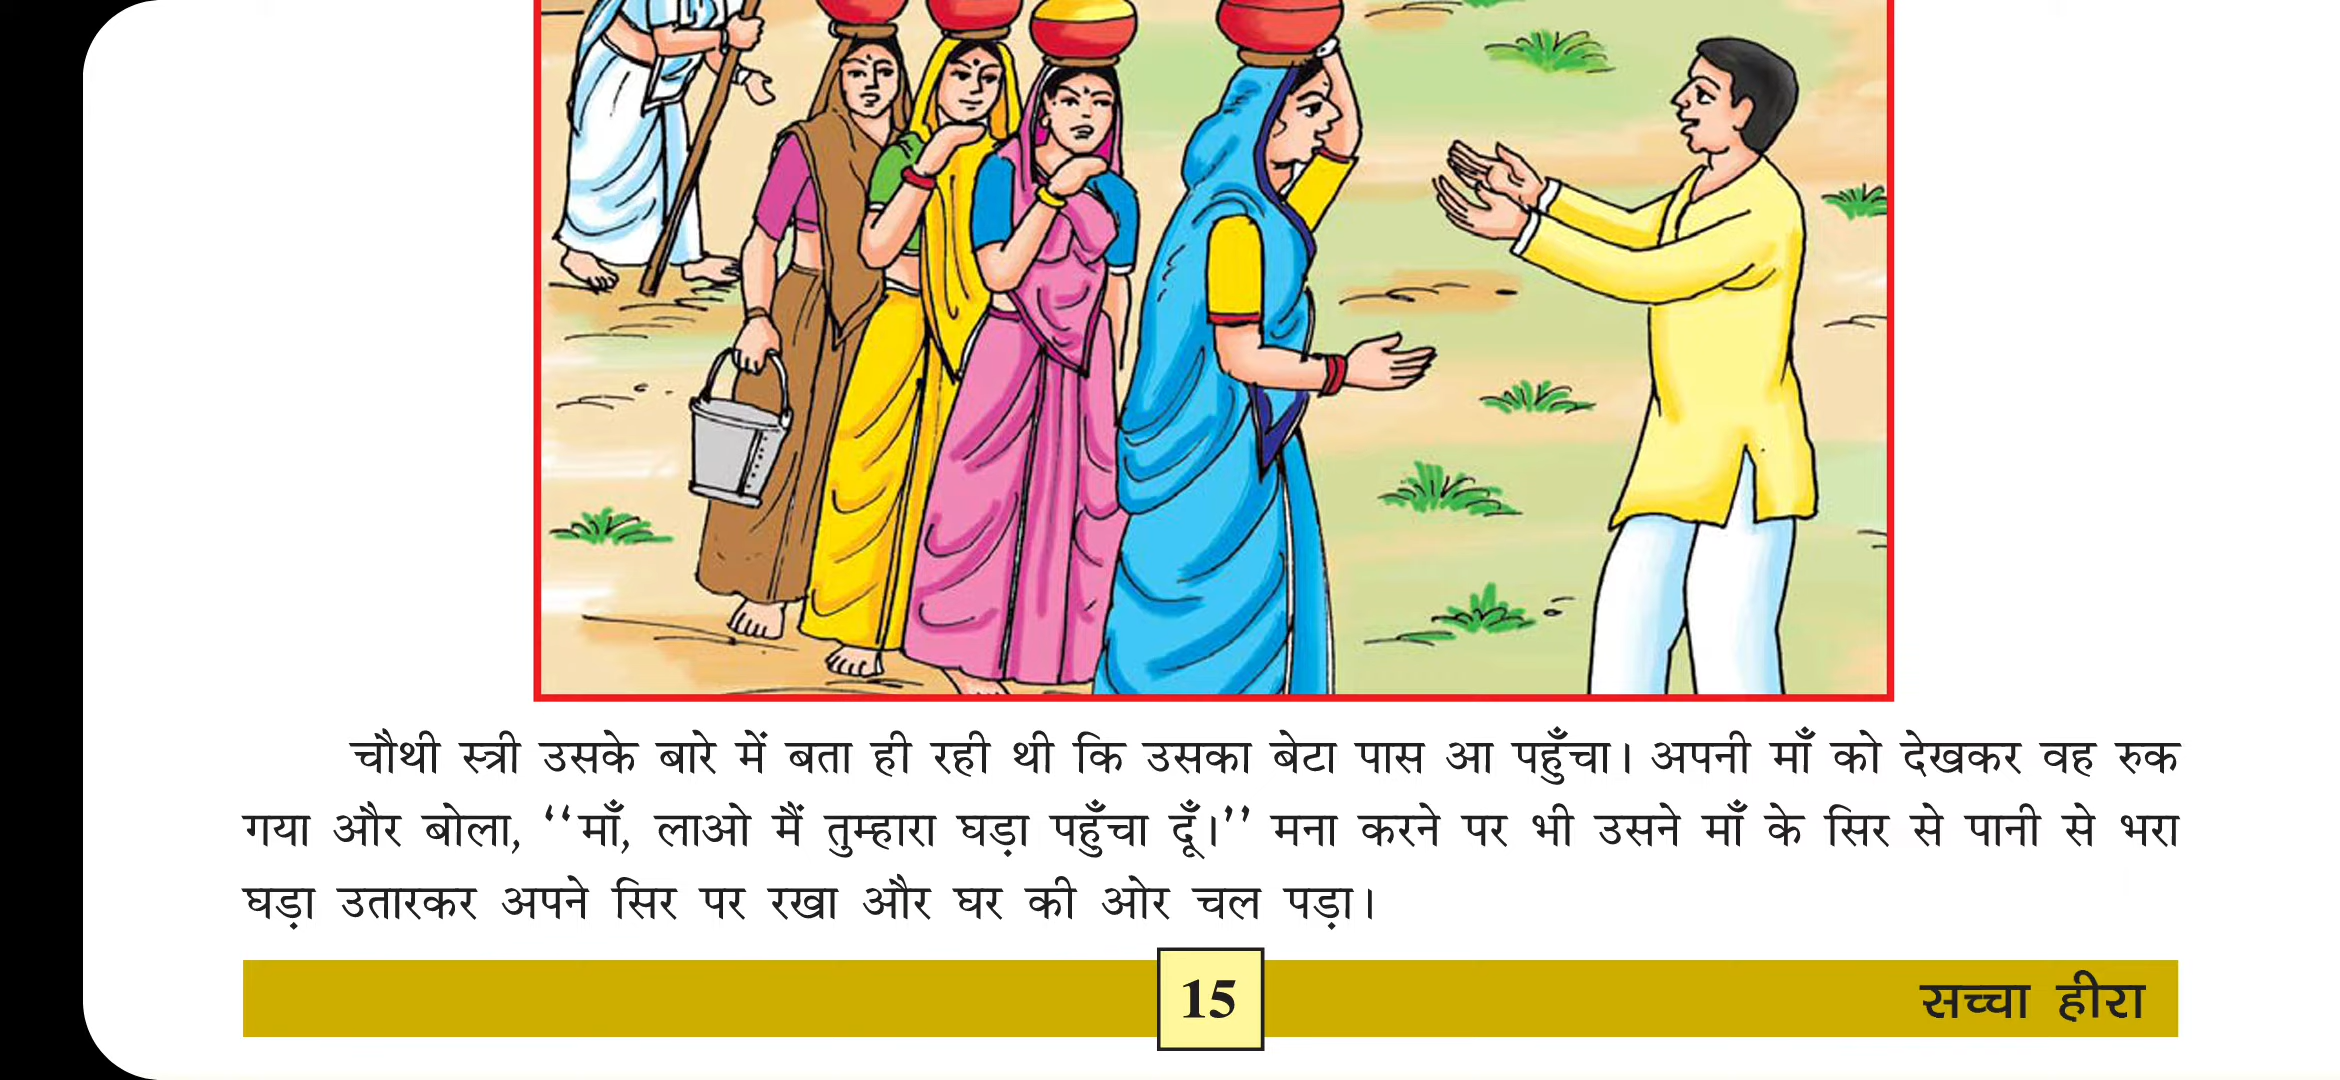 चौथी स्त्री उसके बारे में बता ही रही थी कि उसका बेटा पास आ पहुँचा। अपनी माँ को देखकर वह रुक
गया और बोला, ‘‘माँ, लाओ मैं तुम्हारा घड़ा पहुँचा दूँ।’’ मना करने पर भी उसने माँ के सिर से पानी से भरा
घड़ा उतारकर अपने सिर पर रखा और घर की ओर चल पड़ा।
15
सच्चा हीरा